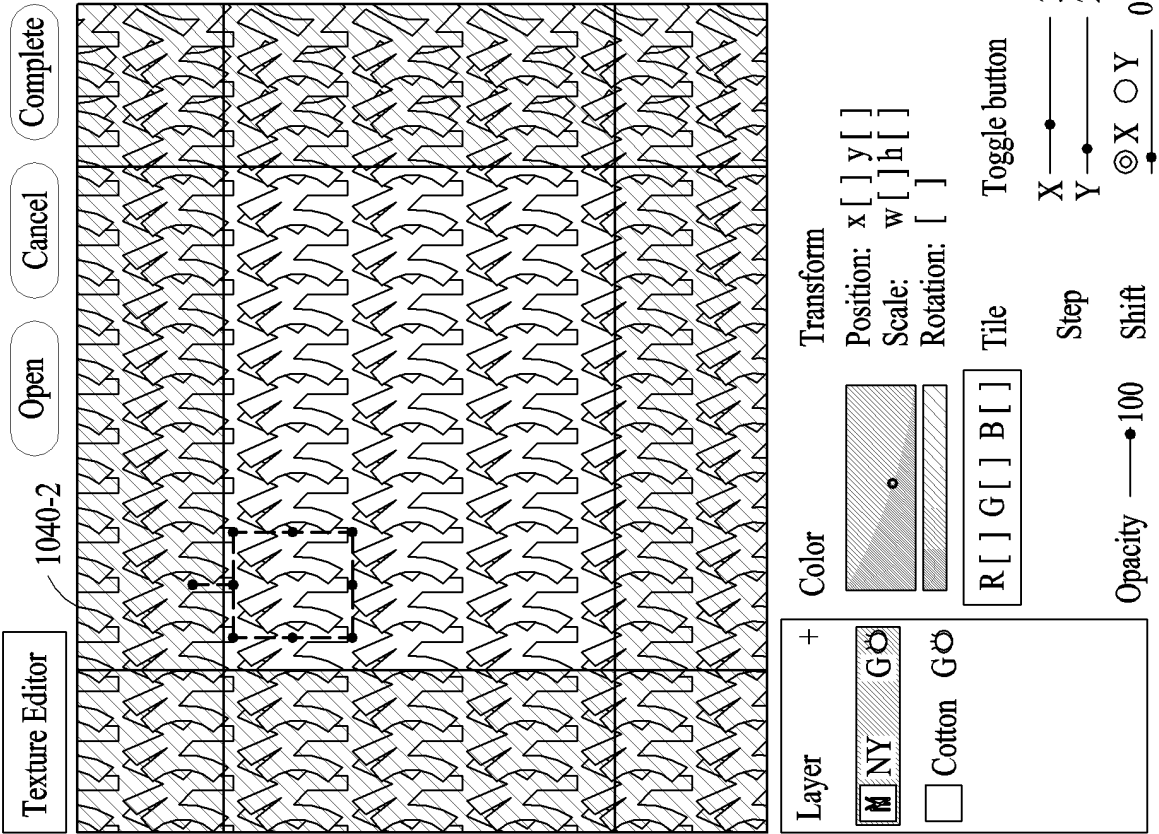 Texture Editor
Open
Cancel
Complete
1040-2
Layer +
NY G
Cotton G
Color
R [ ] G [ ] B [ ]
Opacity 100
Transform
Position: x [ ] y [ ]
Scale: w [ ] h [ ]
Rotation: [ ]
Tile Toggle button
Step X
Y
Shift X Y 0